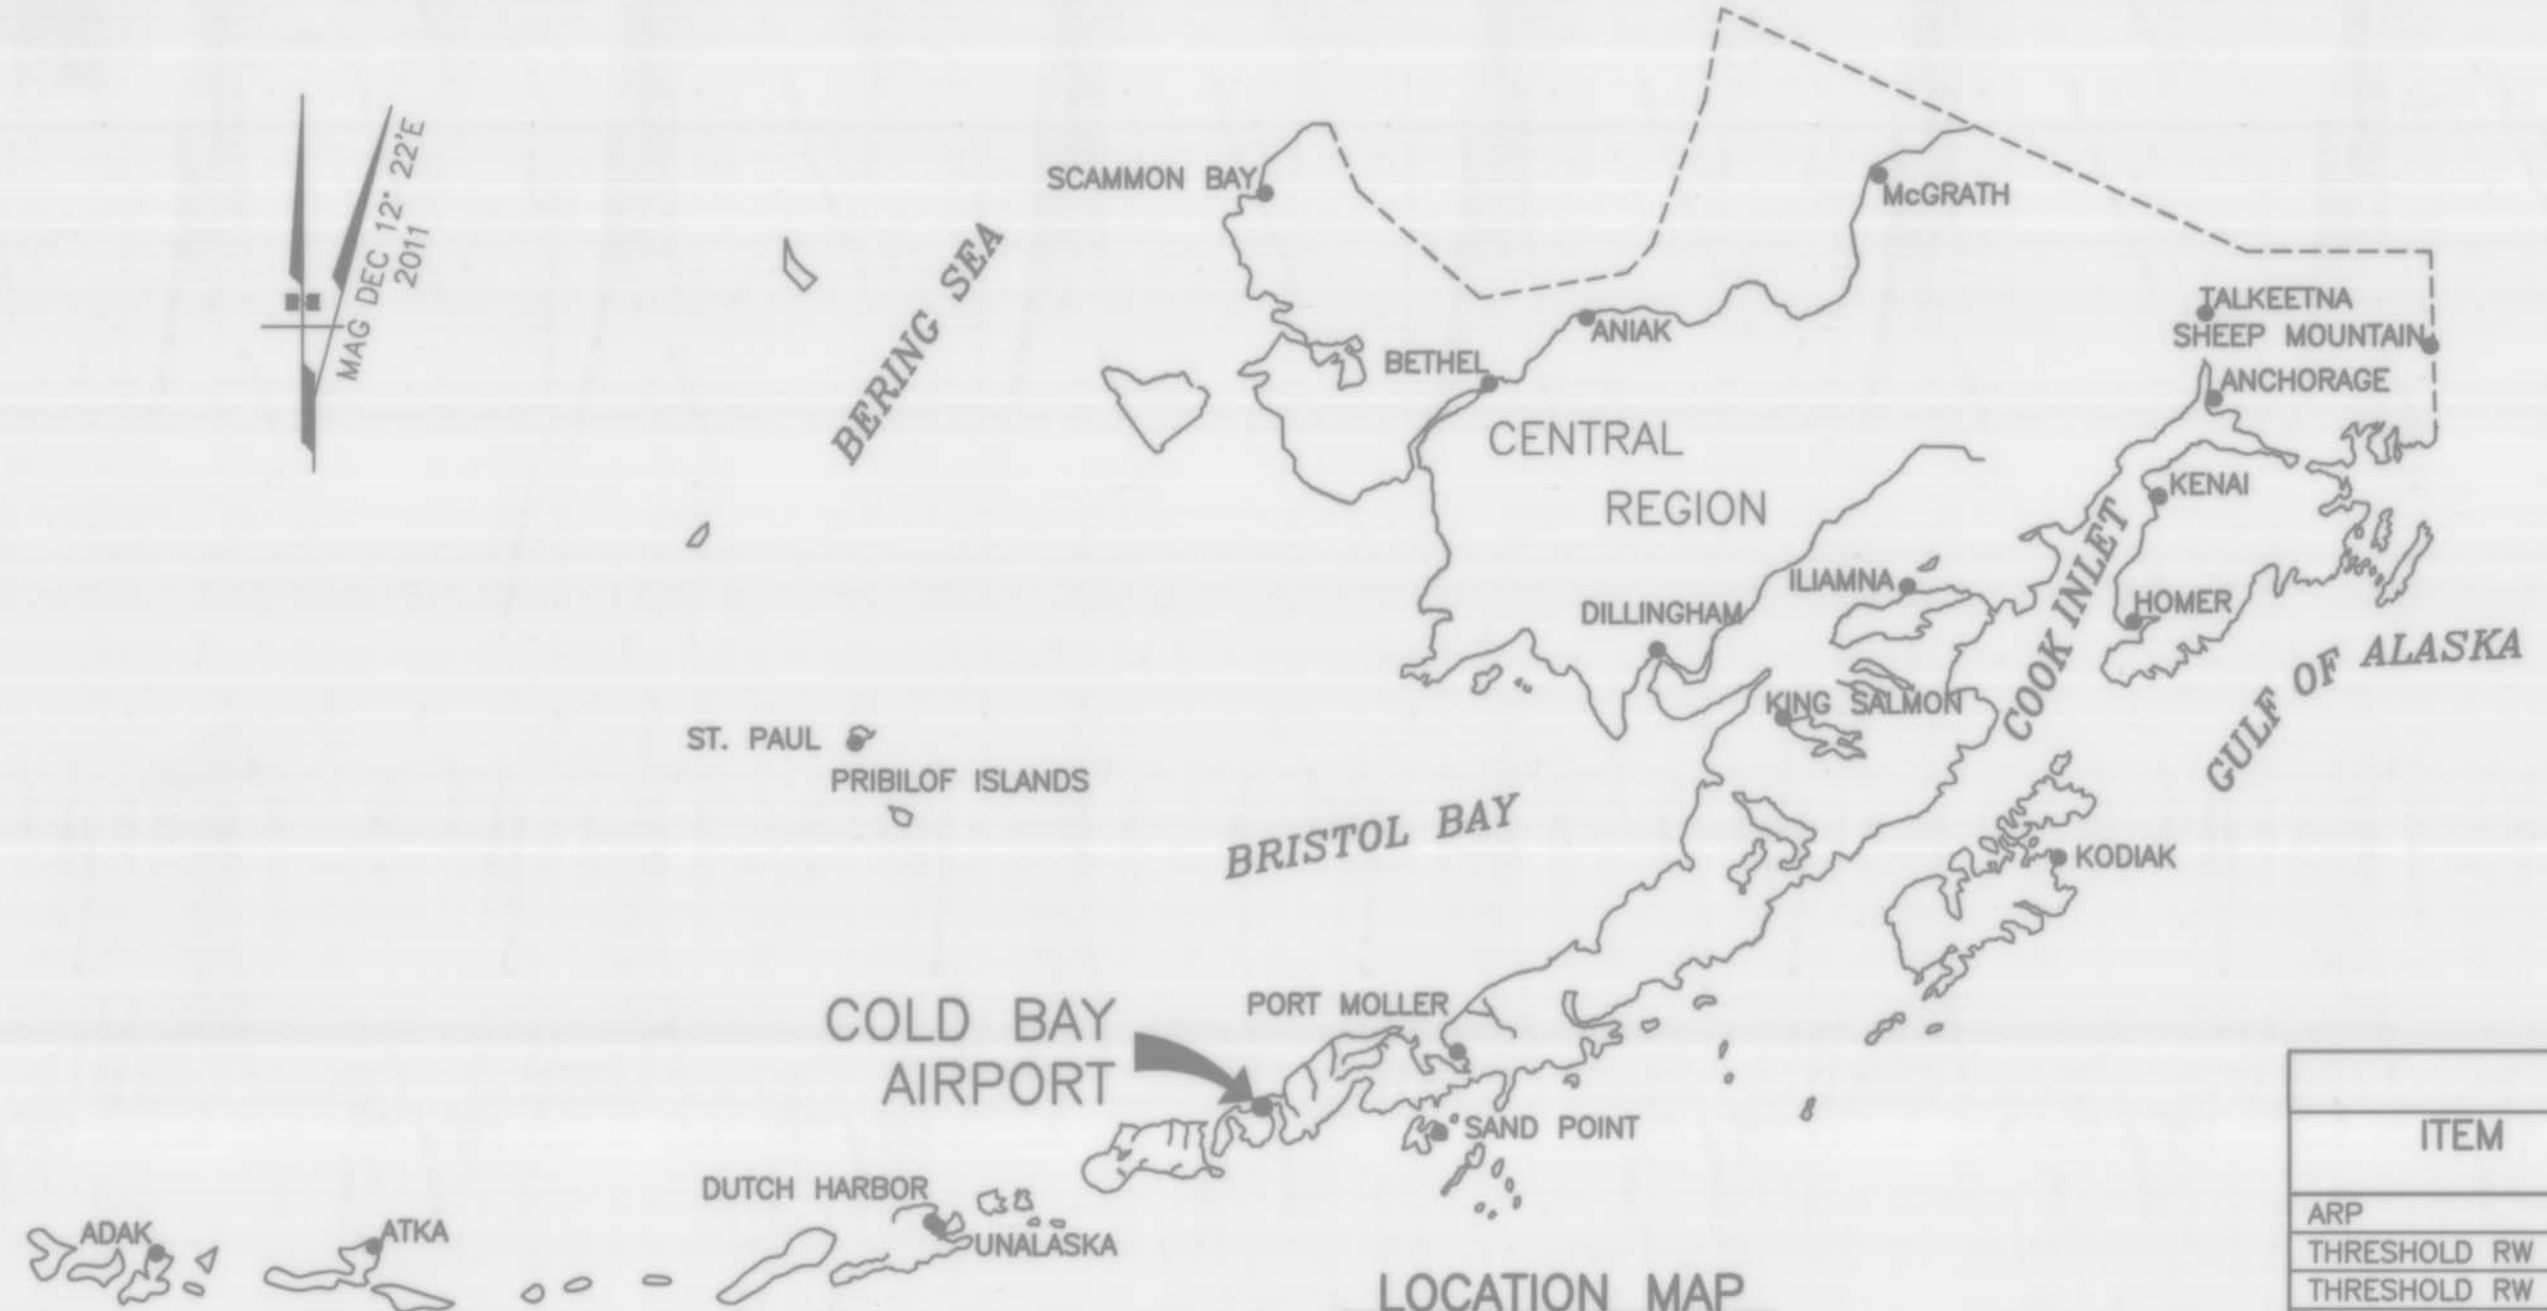 MAG DEC 12° 22'E
2011
BERING SEA
SCAMMON BAY
McGRATH
TALKEETNA
SHEEP MOUNTAIN
ANCHORAGE
ANIAK
BETHEL
CENTRAL
REGION
KENAI
ILIAMNA
DILLINGHAM
HOMER
COOK INLET
GULF OF ALASKA
KING SALMON
ST. PAUL
PRIBILOF ISLANDS
BRISTOL BAY
KODIAK
COLD BAY
AIRPORT
PORT MOLLER
SAND POINT
DUTCH HARBOR
UNALASKA
ADAK
ATKA
LOCATION MAP
ITEM
ARP
THRESHOLD RW
THRESHOLD RW